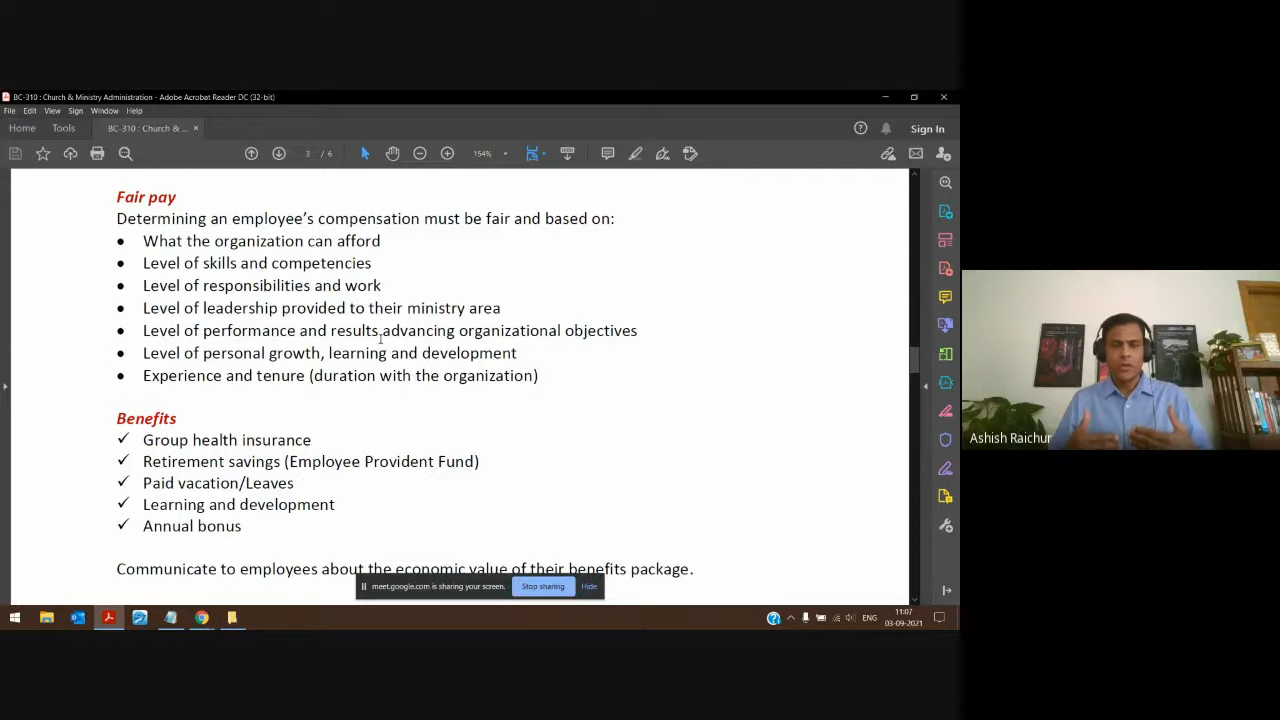 BC-310 : Church & Ministry Administration - Adobe Acrobat Reader DC (32-bit)
File Edit View Sign Window Help
Home Tools BC-310 : Church & ... × Sign In
3 / 6 154%
Fair pay
Determining an employee’s compensation must be fair and based on:
• What the organization can afford
• Level of skills and competencies
• Level of responsibilities and work
• Level of leadership provided to their ministry area
• Level of performance and results advancing organizational objectives
• Level of personal growth, learning and development
• Experience and tenure (duration with the organization)
Benefits
✓ Group health insurance
✓ Retirement savings (Employee Provident Fund)
✓ Paid vacation/Leaves
✓ Learning and development
✓ Annual bonus
Communicate to employees about the economic value of their benefits package.
meet.google.com is sharing your screen. Stop sharing Hide
Ashish Raichur
ENG 11:07
03-09-2021